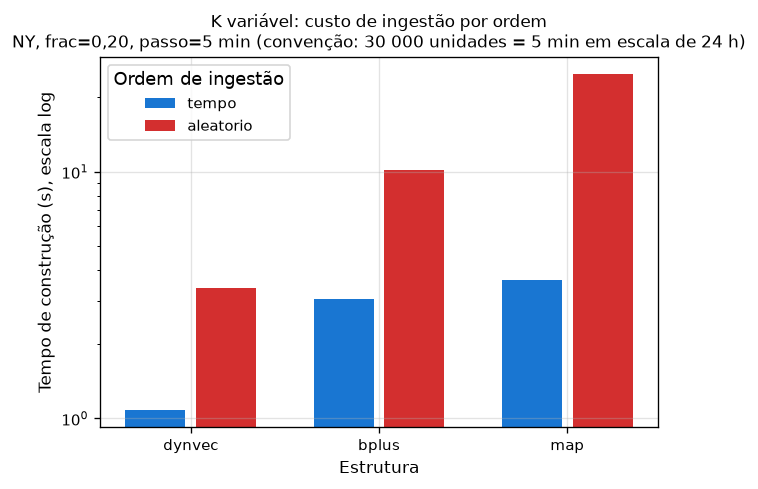 K variável: custo de ingestão por ordem
NY, frac=0,20, passo=5 min (convenção: 30 000 unidades = 5 min em escala de 24 h)
Ordem de ingestão
tempo
aleatorio
Tempo de construção (s), escala log
10¹
10⁰
dynvec
bplus
map
Estrutura